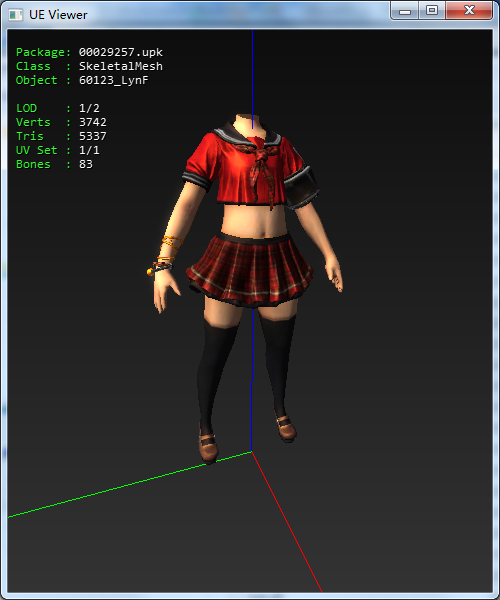 UE Viewer
Package: 00029257.upk
Class : SkeletalMesh
Object : 60123_LynF
LOD : 1/2
Verts : 3742
Tris : 5337
UV Set : 1/1
Bones : 83